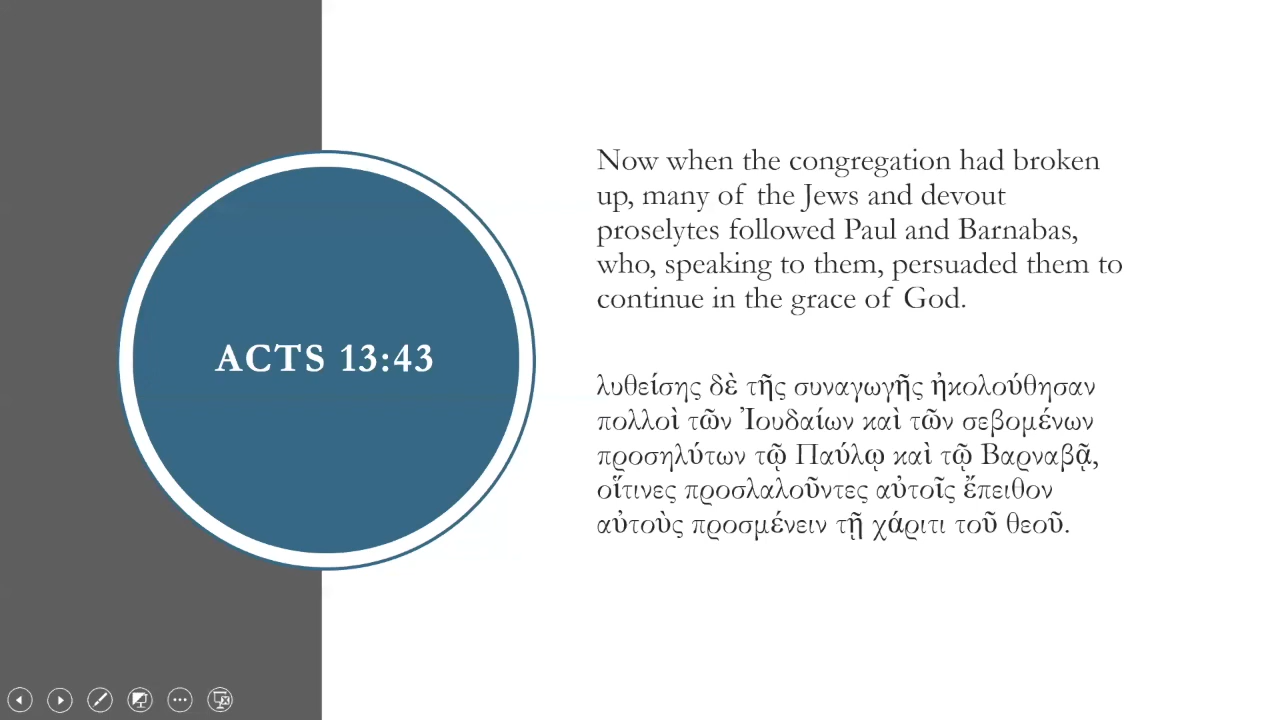 ACTS 13:43
Now when the congregation had broken
up, many of the Jews and devout
proselytes followed Paul and Barnabas,
who, speaking to them, persuaded them to
continue in the grace of God.
λυθείσης δὲ τῆς συναγωγῆς ἠκολούθησαν
πολλοὶ τῶν Ἰουδαίων καὶ τῶν σεβομένων
προσηλύτων τῷ Παύλῳ καὶ τῷ Βαρναβᾷ,
οἵτινες προσλαλοῦντες αὐτοῖς ἔπειθον
αὐτοὺς προσμένειν τῇ χάριτι τοῦ θεοῦ.